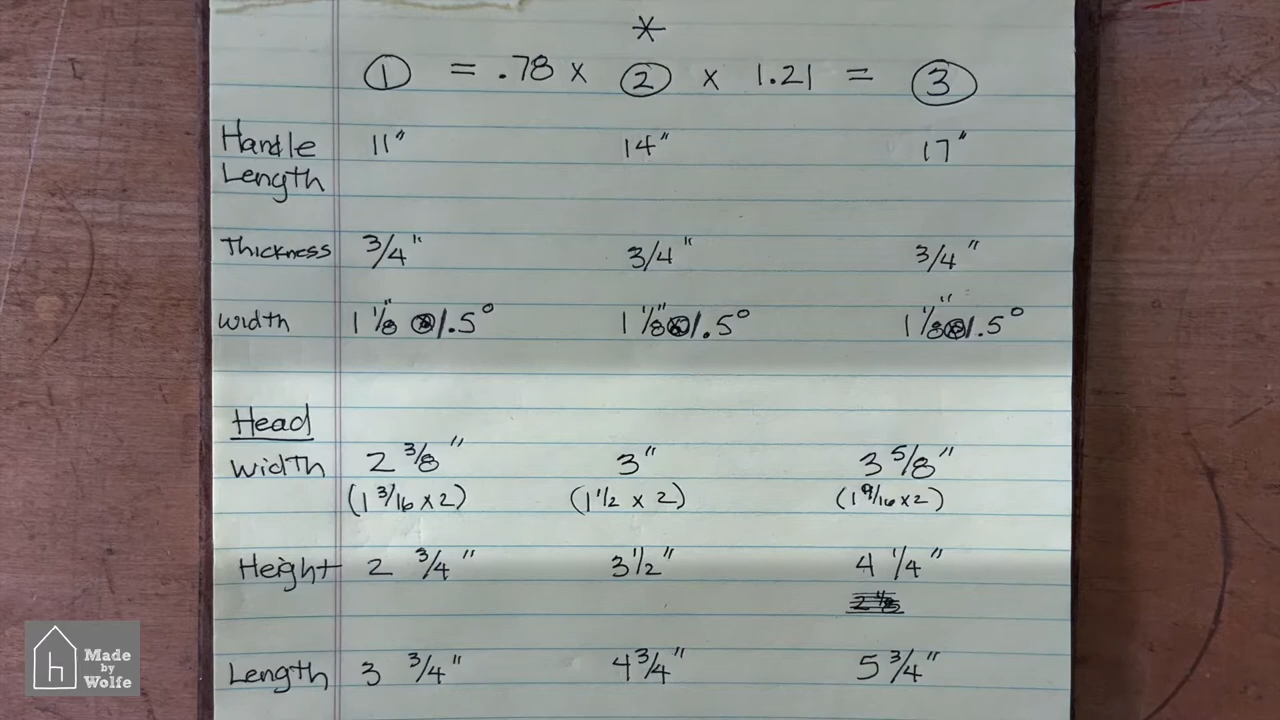 *
① = .78 × ② × 1.21 = ③
Handle Length 11" 14" 17"
Thickness 3/4" 3/4" 3/4"
Width 1 1/8" @ 1.5° 1 1/8" @ 1.5° 1 1/8" @ 1.5°
Head
Width 2 3/8" 3" 3 5/8"
(1 3/16 × 2) (1 1/2 × 2) (1 9/16 × 2)
Height 2 3/4" 3 1/2" 4 1/4"
Length 3 3/4" 4 3/4" 5 3/4"
h Made
by
Wolfe